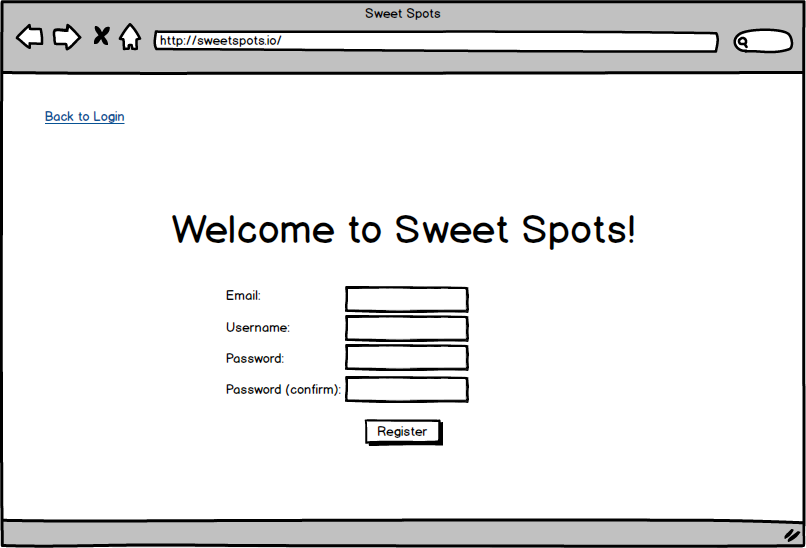 Sweet Spots
http://sweetspots.io/
Back to Login
Welcome to Sweet Spots!
Email:
Username:
Password:
Password (confirm):
Register